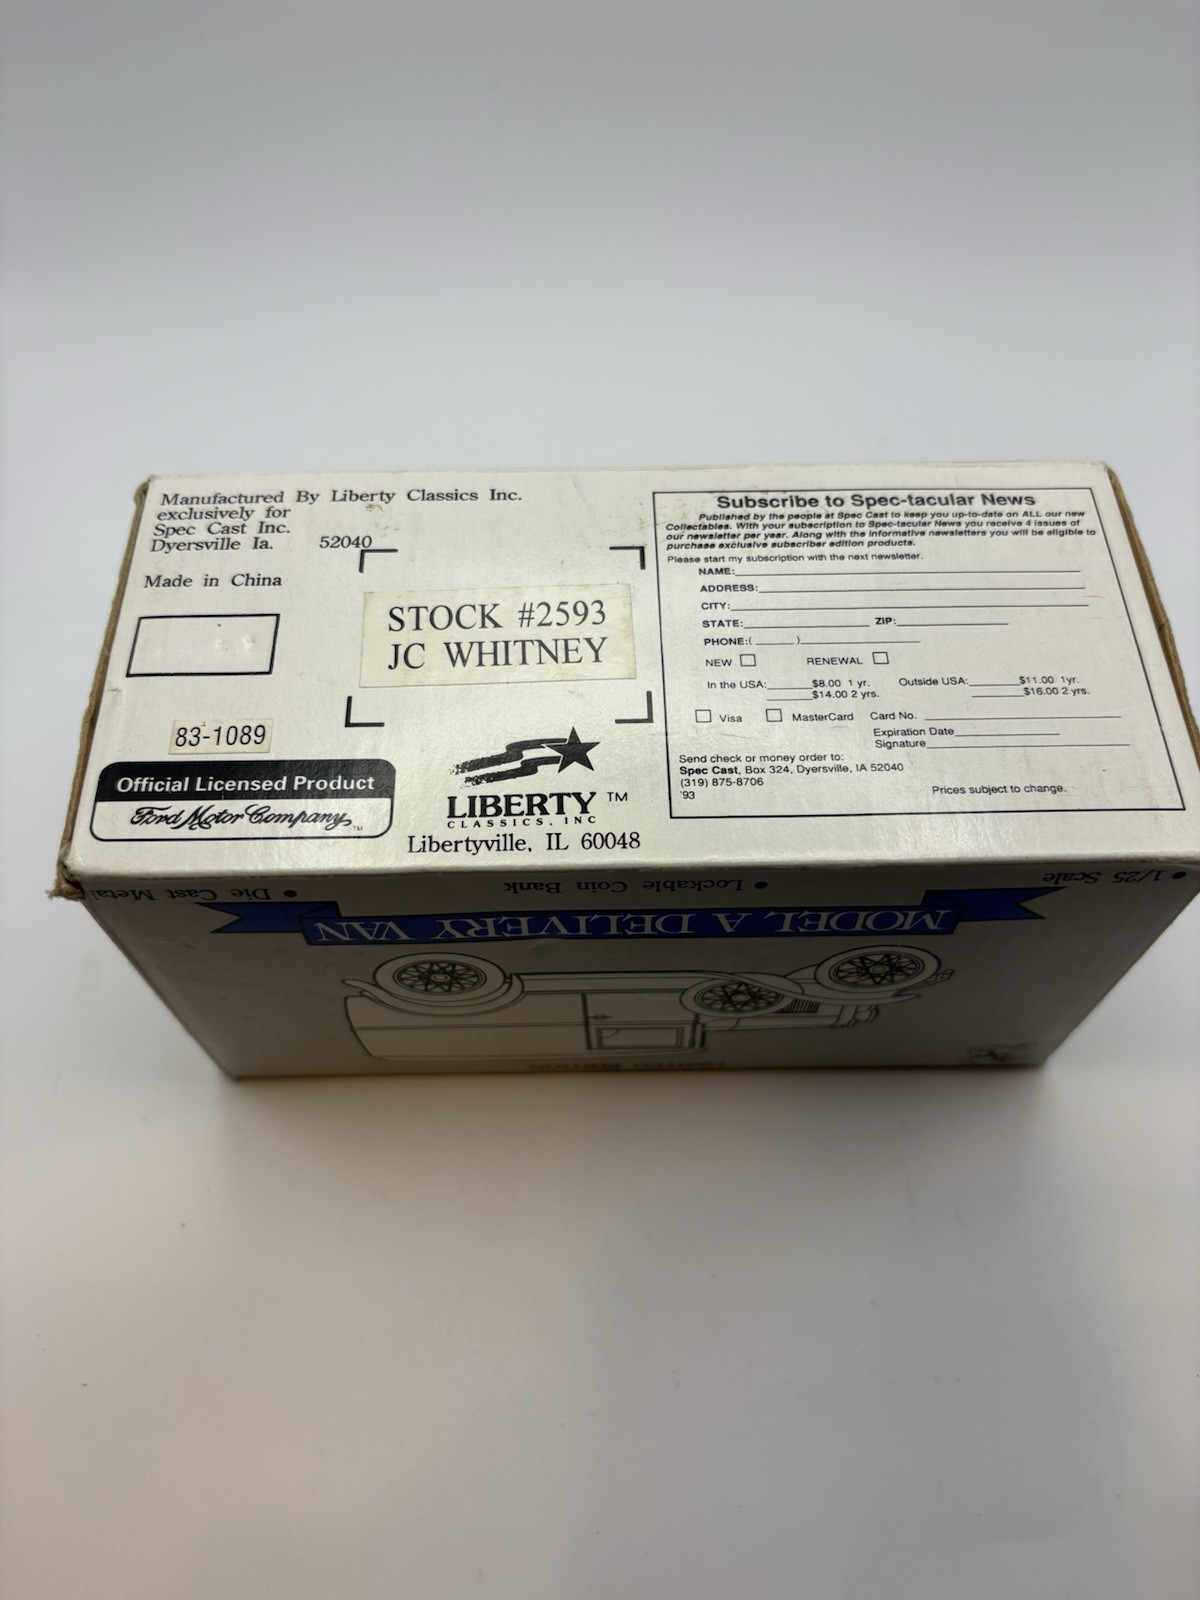 Manufactured By Liberty Classics Inc.
exclusively for
Spec Cast Inc.
Dyersville Ia. 52040
Made in China
83-1089
Official Licensed Product
Ford Motor Company TM
STOCK #2593
JC WHITNEY
LIBERTY TM
CLASSICS, INC
Libertyville, IL 60048
Subscribe to Spec-tacular News
Published by the people at Spec Cast to keep you up-to-date on ALL our new
Collectables. With your subscription to Spec-tacular News you receive 4 issues of
our newsletter per year. Along with the informative newsletters you will be eligible to
purchase exclusive subscriber edition products.
Please start my subscription with the next newsletter.
NAME:
ADDRESS:
CITY:
STATE: ZIP:
PHONE:( )
NEW RENEWAL
In the USA: $8.00 1 yr. Outside USA: $11.00 1yr.
$14.00 2 yrs. $16.00 2 yrs.
Visa MasterCard Card No.
Expiration Date
Signature
Send check or money order to:
Spec Cast, Box 324, Dyersville, IA 52040
(319) 875-8706
'93 Prices subject to change.
• Die Cast Metal • Lockable Coin Bank • 1/25 Scale
MODEL A DELIVERY VAN
LIMITED EDITION